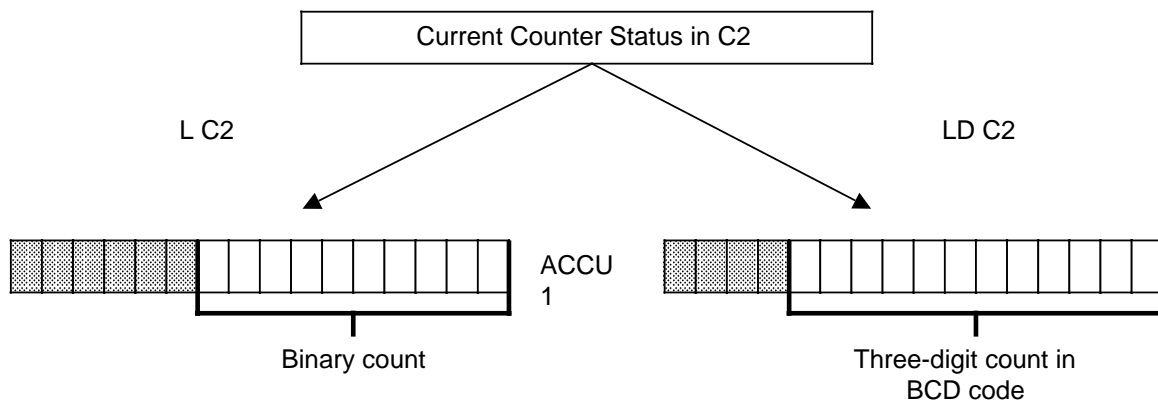 Current Counter Status in C2
L C2
LD C2
ACCU
1
Binary count
Three-digit count in
BCD code